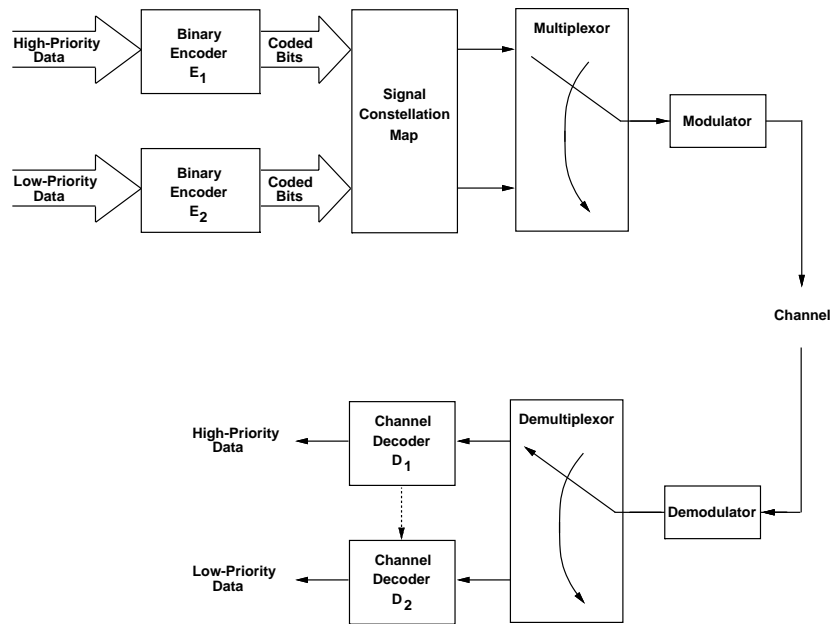 High-Priority
Data
Binary
Encoder
E1
Coded
Bits
Signal
Constellation
Map
Multiplexor
Modulator
Low-Priority
Data
Binary
Encoder
E2
Coded
Bits
Channel
High-Priority
Data
Channel
Decoder
D1
Demultiplexor
Demodulator
Low-Priority
Data
Channel
Decoder
D2